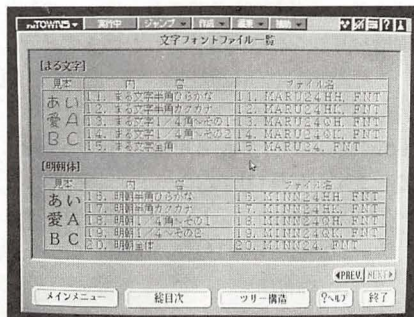 TOWNS 実行中 ジャンプ 作成 編集 補助 ?
文字フォントファイル一覧
[まる文字]
見本 内 容 ファイル名
あい 愛A BC
11. まる文字半角ひらがな 11. MARU24HH. FNT
12. まる文字半角カタカナ 12. MARU24HK. FNT
13. まる文字1/4角~その1 13. MARU24QH. FNT
14. まる文字1/4角~その2 14. MARU24QK. FNT
15. まる文字全角 15. MARU24. FNT
[明朝体]
見本 内 容 ファイル名
あい 愛A BC
16. 明朝半角ひらがな 16. MINN24HH. FNT
17. 明朝半角カタカナ 17. MINN24HK. FNT
18. 明朝1/4角~その1 18. MINN24QH. FNT
19. 明朝1/4~その2 19. MINN24QK. FNT
20. 明朝全体 20. MIN24. FNT
PREV. NEXT
メインメニュー 総目次 ツリー構造 ?ヘルプ 終了